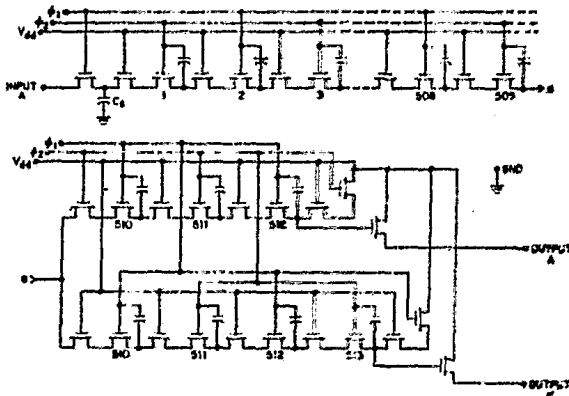 ϕ1
ϕ2
Vdd
INPUT A
CS
1 2 3 508 509
ϕ1
ϕ2
Vdd
GND
510 511 512
OUTPUT A
510 511 512 513
OUTPUT